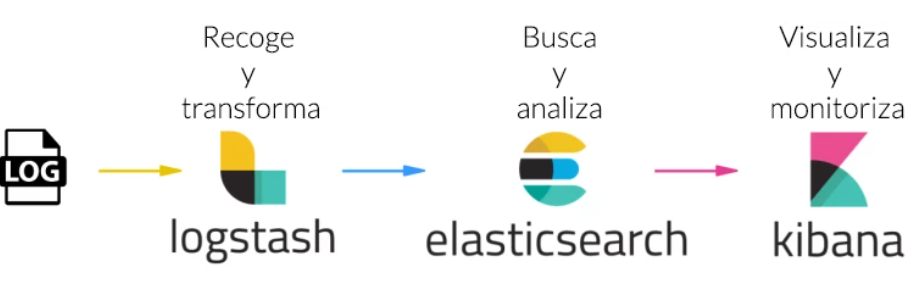 Recoge
y
transforma
Busca
y
analiza
Visualiza
y
monitoriza
LOG
logstash
elasticsearch
kibana